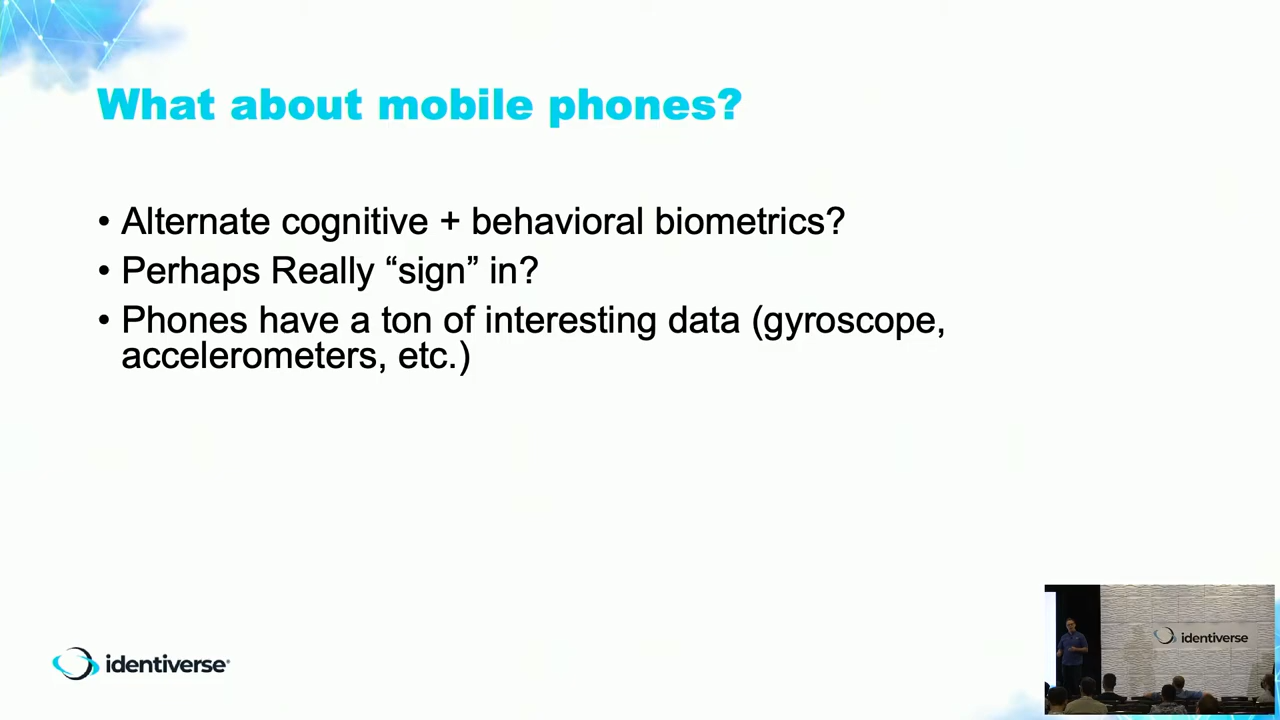 What about mobile phones?
• Alternate cognitive + behavioral biometrics?
• Perhaps Really “sign” in?
• Phones have a ton of interesting data (gyroscope,
accelerometers, etc.)
identiverse®
identiverse